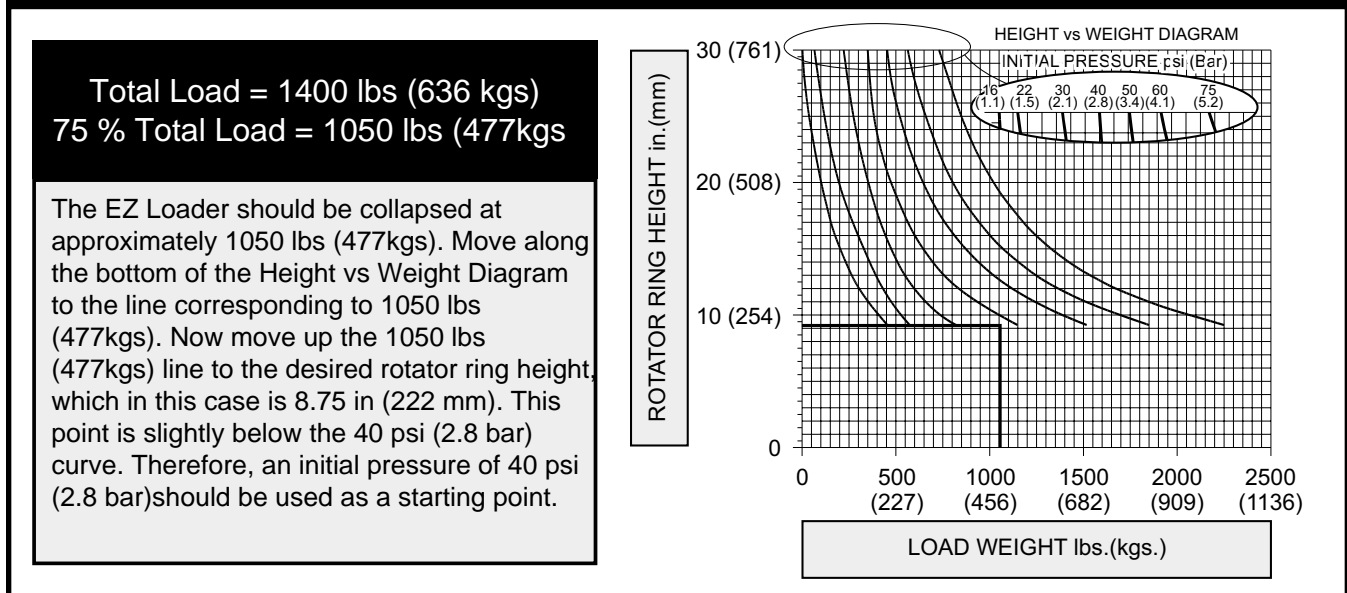 Total Load = 1400 lbs (636 kgs)
75 % Total Load = 1050 lbs (477kgs
The EZ Loader should be collapsed at
approximately 1050 lbs (477kgs). Move along
the bottom of the Height vs Weight Diagram
to the line corresponding to 1050 lbs
(477kgs). Now move up the 1050 lbs
(477kgs) line to the desired rotator ring height,
which in this case is 8.75 in (222 mm). This
point is slightly below the 40 psi (2.8 bar)
curve. Therefore, an initial pressure of 40 psi
(2.8 bar)should be used as a starting point.
HEIGHT vs WEIGHT DIAGRAM
INITIAL PRESSURE psi (Bar)
16 22 30 40 50 60 75
(1.1) (1.5) (2.1) (2.8) (3.4) (4.1) (5.2)
ROTATOR RING HEIGHT in.(mm)
30 (761)
20 (508)
10 (254)
0
0 500 1000 1500 2000 2500
(227) (456) (682) (909) (1136)
LOAD WEIGHT lbs.(kgs.)